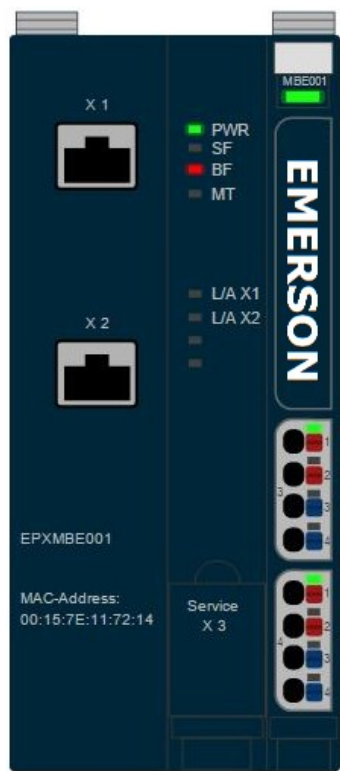 MBE001
X 1
PWR
SF
BF
MT
EMERSON
L/A X1
L/A X2
X 2
1
2
3
3
4
EPXMBE001
MAC-Address:
00:15:7E:11:72:14
Service
X 3
1
2
4
3
4